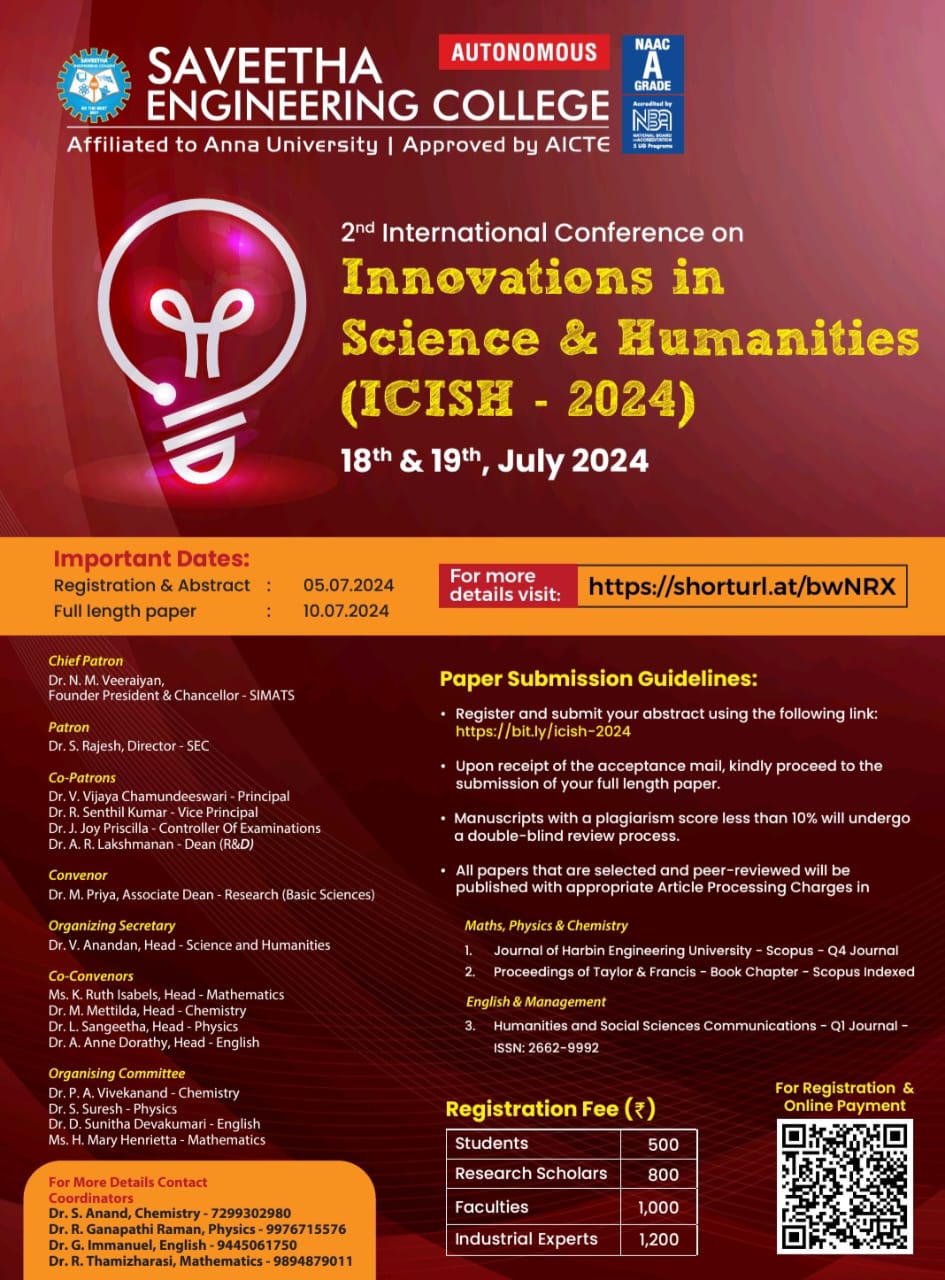 SAVEETHA
ENGINEERING COLLEGE
AUTONOMOUS
Affiliated to Anna University | Approved by AICTE
NAAC
A
GRADE
Accredited by
NBA
NATIONAL BOARD
of ACCREDITATION
5 UG Programs
SAVEETHA
ENGINEERING COLLEGE
2nd International Conference on
Innovations in
Science & Humanities
(ICISH - 2024)
18th & 19th, July 2024
Important Dates:
Registration & Abstract : 05.07.2024
Full length paper : 10.07.2024
For more
details visit:
https://shorturl.at/bwNRX
Chief Patron
Dr. N. M. Veeraiyan,
Founder President & Chancellor - SIMATS
Patron
Dr. S. Rajesh, Director - SEC
Co-Patrons
Dr. V. Vijaya Chamundeeswari - Principal
Dr. R. Senthil Kumar - Vice Principal
Dr. J. Joy Priscilla - Controller Of Examinations
Dr. A. R. Lakshmanan - Dean (R&D)
Convenor
Dr. M. Priya, Associate Dean - Research (Basic Sciences)
Organizing Secretary
Dr. V. Anandan, Head - Science and Humanities
Co-Convenors
Ms. K. Ruth Isabels, Head - Mathematics
Dr. M. Mettilda, Head - Chemistry
Dr. L. Sangeetha, Head - Physics
Dr. A. Anne Dorathy, Head - English
Organising Committee
Dr. P. A. Vivekanand - Chemistry
Dr. S. Suresh - Physics
Dr. D. Sunitha Devakumari - English
Ms. H. Mary Henrietta - Mathematics
For More Details Contact
Coordinators
Dr. S. Anand, Chemistry - 7299302980
Dr. R. Ganapathi Raman, Physics - 9976715576
Dr. G. Immanuel, English - 9445061750
Dr. R. Thamizharasi, Mathematics - 9894879011
Paper Submission Guidelines:
• Register and submit your abstract using the following link:
https://bit.ly/icish-2024
• Upon receipt of the acceptance mail, kindly proceed to the
submission of your full length paper.
• Manuscripts with a plagiarism score less than 10% will undergo
a double-blind review process.
• All papers that are selected and peer-reviewed will be
published with appropriate Article Processing Charges in
Maths, Physics & Chemistry
1. Journal of Harbin Engineering University - Scopus - Q4 Journal
2. Proceedings of Taylor & Francis - Book Chapter - Scopus Indexed
English & Management
3. Humanities and Social Sciences Communications - Q1 Journal -
ISSN: 2662-9992
Registration Fee (₹)
Students 500
Research Scholars 800
Faculties 1,000
Industrial Experts 1,200
For Registration &
Online Payment